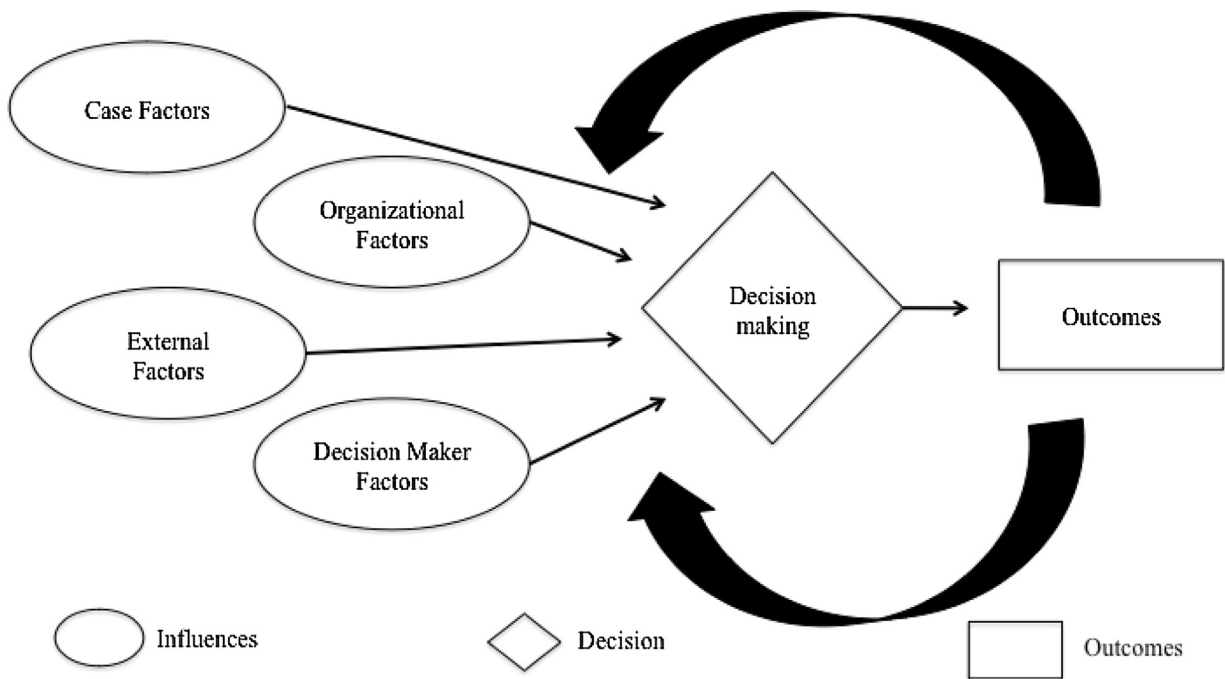 Case Factors
Organizational
Factors
External
Factors
Decision Maker
Factors
Decision
making
Outcomes
Influences
Decision
Outcomes